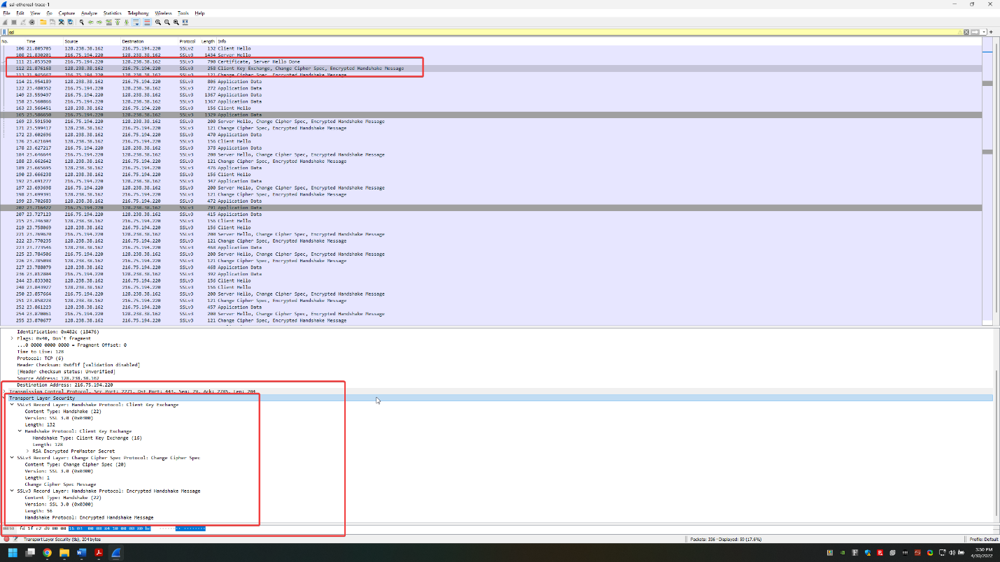 ssl-ethereal-trace-1
File Edit View Go Capture Analyze Statistics Telephony Wireless Tools Help
ssl
No. Time Source Destination Protocol Length Info
106 21.805705 128.238.38.162 216.75.194.220 SSLv2 132 Client Hello
108 21.830201 216.75.194.220 128.238.38.162 SSLv3 1434 Server Hello
111 21.853520 216.75.194.220 128.238.38.162 SSLv3 790 Certificate, Server Hello Done
112 21.876168 128.238.38.162 216.75.194.220 SSLv3 258 Client Key Exchange, Change Cipher Spec, Encrypted Handshake Message
113 21.945667 216.75.194.220 128.238.38.162 SSLv3 121 Change Cipher Spec, Encrypted Handshake Message
114 21.954189 128.238.38.162 216.75.194.220 SSLv3 806 Application Data
122 23.480352 216.75.194.220 128.238.38.162 SSLv3 272 Application Data
149 23.559497 216.75.194.220 128.238.38.162 SSLv3 1367 Application Data
158 23.560866 216.75.194.220 128.238.38.162 SSLv3 1367 Application Data
163 23.566451 128.238.38.162 216.75.194.220 SSLv3 156 Client Hello
165 23.586650 216.75.194.220 128.238.38.162 SSLv3 1329 Application Data
169 23.591590 216.75.194.220 128.238.38.162 SSLv3 200 Server Hello, Change Cipher Spec, Encrypted Handshake Message
171 23.599417 128.238.38.162 216.75.194.220 SSLv3 121 Change Cipher Spec, Encrypted Handshake Message
172 23.602696 128.238.38.162 216.75.194.220 SSLv3 470 Application Data
176 23.621694 128.238.38.162 216.75.194.220 SSLv3 156 Client Hello
178 23.627217 216.75.194.220 128.238.38.162 SSLv3 378 Application Data
184 23.646644 216.75.194.220 128.238.38.162 SSLv3 200 Server Hello, Change Cipher Spec, Encrypted Handshake Message
188 23.662642 128.238.38.162 216.75.194.220 SSLv3 121 Change Cipher Spec, Encrypted Handshake Message
189 23.665695 128.238.38.162 216.75.194.220 SSLv3 476 Application Data
190 23.666238 128.238.38.162 216.75.194.220 SSLv3 156 Client Hello
192 23.691277 216.75.194.220 128.238.38.162 SSLv3 347 Application Data
197 23.693698 216.75.194.220 128.238.38.162 SSLv3 200 Server Hello, Change Cipher Spec, Encrypted Handshake Message
198 23.699391 128.238.38.162 216.75.194.220 SSLv3 121 Change Cipher Spec, Encrypted Handshake Message
199 23.702683 128.238.38.162 216.75.194.220 SSLv3 472 Application Data
202 23.716422 216.75.194.220 128.238.38.162 SSLv3 791 Application Data
207 23.727123 216.75.194.220 128.238.38.162 SSLv3 415 Application Data
215 23.746307 128.238.38.162 216.75.194.220 SSLv3 156 Client Hello
219 23.758069 128.238.38.162 216.75.194.220 SSLv3 156 Client Hello
221 23.769670 216.75.194.220 128.238.38.162 SSLv3 200 Server Hello, Change Cipher Spec, Encrypted Handshake Message
222 23.770235 128.238.38.162 216.75.194.220 SSLv3 121 Change Cipher Spec, Encrypted Handshake Message
223 23.773546 128.238.38.162 216.75.194.220 SSLv3 468 Application Data
225 23.784506 216.75.194.220 128.238.38.162 SSLv3 200 Server Hello, Change Cipher Spec, Encrypted Handshake Message
226 23.785098 128.238.38.162 216.75.194.220 SSLv3 121 Change Cipher Spec, Encrypted Handshake Message
227 23.788079 128.238.38.162 216.75.194.220 SSLv3 468 Application Data
236 23.812804 216.75.194.220 128.238.38.162 SSLv3 392 Application Data
244 23.833302 128.238.38.162 216.75.194.220 SSLv3 156 Client Hello
248 23.843927 128.238.38.162 216.75.194.220 SSLv3 156 Client Hello
250 23.857664 216.75.194.220 128.238.38.162 SSLv3 200 Server Hello, Change Cipher Spec, Encrypted Handshake Message
251 23.858228 128.238.38.162 216.75.194.220 SSLv3 121 Change Cipher Spec, Encrypted Handshake Message
252 23.861223 128.238.38.162 216.75.194.220 SSLv3 457 Application Data
254 23.870061 216.75.194.220 128.238.38.162 SSLv3 200 Server Hello, Change Cipher Spec, Encrypted Handshake Message
255 23.870677 128.238.38.162 216.75.194.220 SSLv3 121 Change Cipher Spec, Encrypted Handshake Message
Identification: 0x482c (18476)
Flags: 0x40, Don't fragment
...0 0000 0000 0000 = Fragment Offset: 0
Time to Live: 128
Protocol: TCP (6)
Header Checksum: 0x6f1f [validation disabled]
[Header checksum status: Unverified]
Source Address: 128.238.38.162
Destination Address: 216.75.194.220
Transmission Control Protocol, Src Port: 2271, Dst Port: 443, Seq: 79, Ack: 2785, Len: 204
Transport Layer Security
SSLv3 Record Layer: Handshake Protocol: Client Key Exchange
Content Type: Handshake (22)
Version: SSL 3.0 (0x0300)
Length: 132
Handshake Protocol: Client Key Exchange
Handshake Type: Client Key Exchange (16)
Length: 128
RSA Encrypted PreMaster Secret
SSLv3 Record Layer: Change Cipher Spec Protocol: Change Cipher Spec
Content Type: Change Cipher Spec (20)
Version: SSL 3.0 (0x0300)
Length: 1
Change Cipher Spec Message
SSLv3 Record Layer: Handshake Protocol: Encrypted Handshake Message
Content Type: Handshake (22)
Version: SSL 3.0 (0x0300)
Length: 56
Handshake Protocol: Encrypted Handshake Message
0030 fd 1f c2 d9 00 00 16 03 00 00 84 10 00 00 80 bc
Transport Layer Security (tls), 204 bytes
Packets: 336 · Displayed: 59 (17.6%)
Profile: Default
3:50 PM
4/30/2022